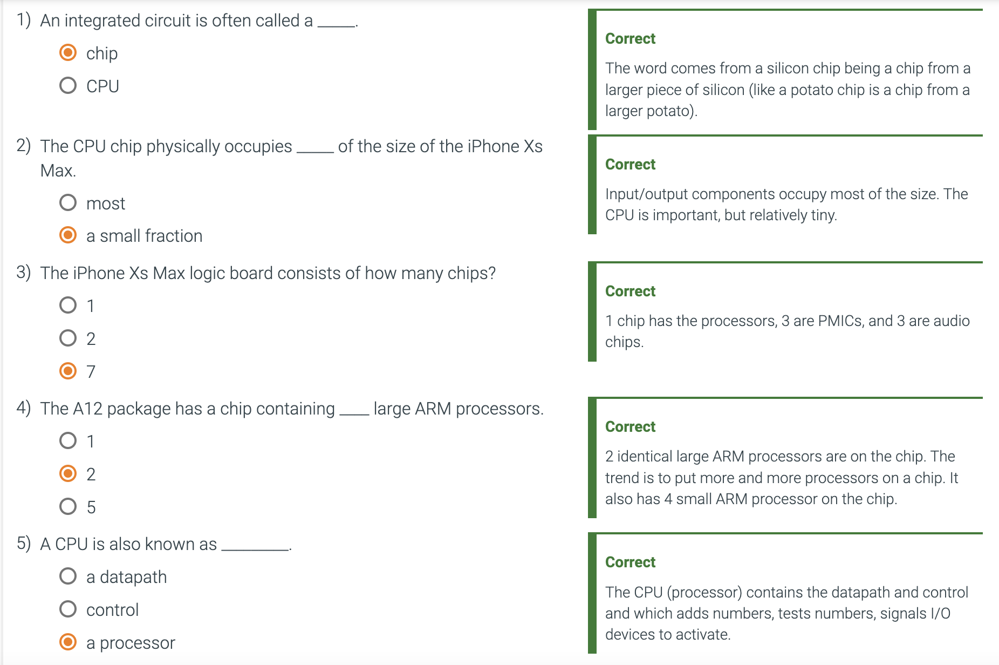 1) An integrated circuit is often called a _____.
chip
CPU
Correct
The word comes from a silicon chip being a chip from a
larger piece of silicon (like a potato chip is a chip from a
larger potato).
2) The CPU chip physically occupies _____ of the size of the iPhone Xs
Max.
most
a small fraction
Correct
Input/output components occupy most of the size. The
CPU is important, but relatively tiny.
3) The iPhone Xs Max logic board consists of how many chips?
1
2
7
Correct
1 chip has the processors, 3 are PMICs, and 3 are audio
chips.
4) The A12 package has a chip containing ____ large ARM processors.
1
2
5
Correct
2 identical large ARM processors are on the chip. The
trend is to put more and more processors on a chip. It
also has 4 small ARM processor on the chip.
5) A CPU is also known as _________.
a datapath
control
a processor
Correct
The CPU (processor) contains the datapath and control
and which adds numbers, tests numbers, signals I/O
devices to activate.